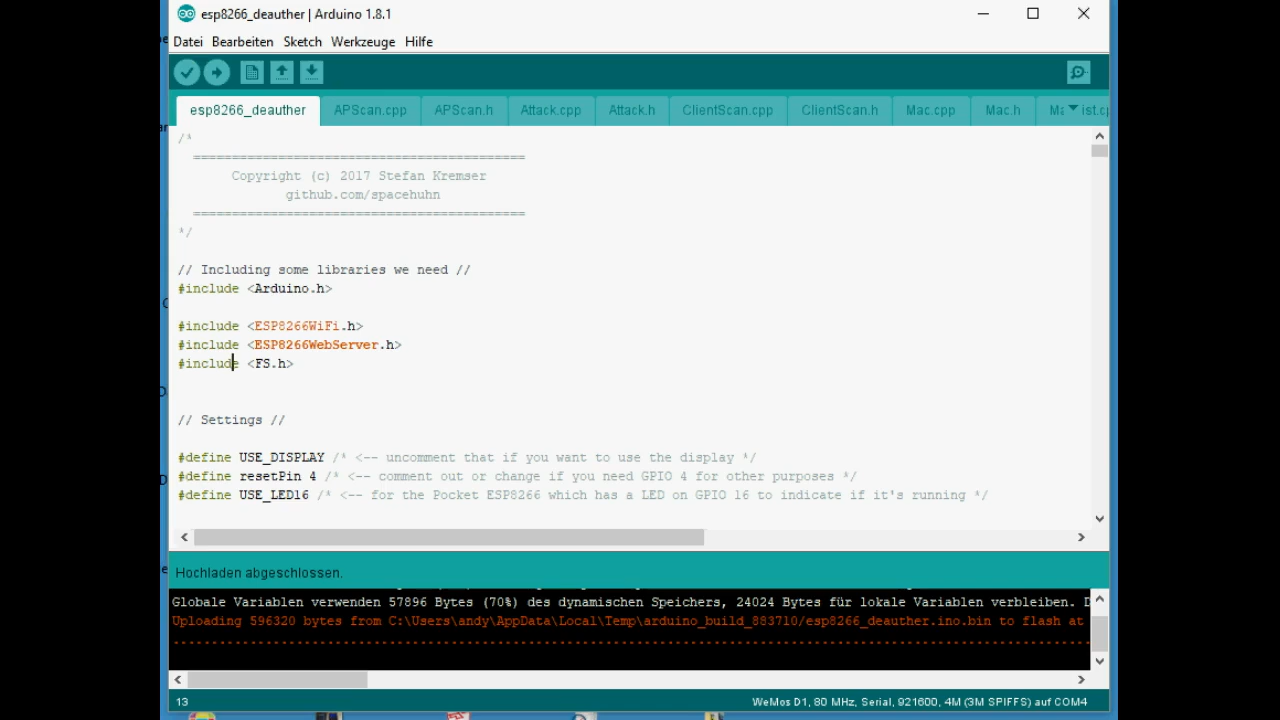 esp8266_deauther | Arduino 1.8.1
Datei Bearbeiten Sketch Werkzeuge Hilfe
esp8266_deauther APScan.cpp APScan.h Attack.cpp Attack.h ClientScan.cpp ClientScan.h Mac.cpp Mac.h Ma ist.cp
/*
===========================================
Copyright (c) 2017 Stefan Kremser
github.com/spacehuhn
===========================================
*/
// Including some libraries we need //
#include <Arduino.h>
#include <ESP8266WiFi.h>
#include <ESP8266WebServer.h>
#include <FS.h>
// Settings //
#define USE_DISPLAY /* <-- uncomment that if you want to use the display */
#define resetPin 4 /* <-- comment out or change if you need GPIO 4 for other purposes */
#define USE_LED16 /* <-- for the Pocket ESP8266 which has a LED on GPIO 16 to indicate if it's running */
Hochladen abgeschlossen.
Globale Variablen verwenden 57896 Bytes (70%) des dynamischen Speichers, 24024 Bytes für lokale Variablen verbleiben. D
Uploading 596320 bytes from C:\Users\andy\AppData\Local\Temp\arduino_build_883710/esp8266_deauther.ino.bin to flash at
13 WeMos D1, 80 MHz, Serial, 921600, 4M (3M SPIFFS) auf COM4